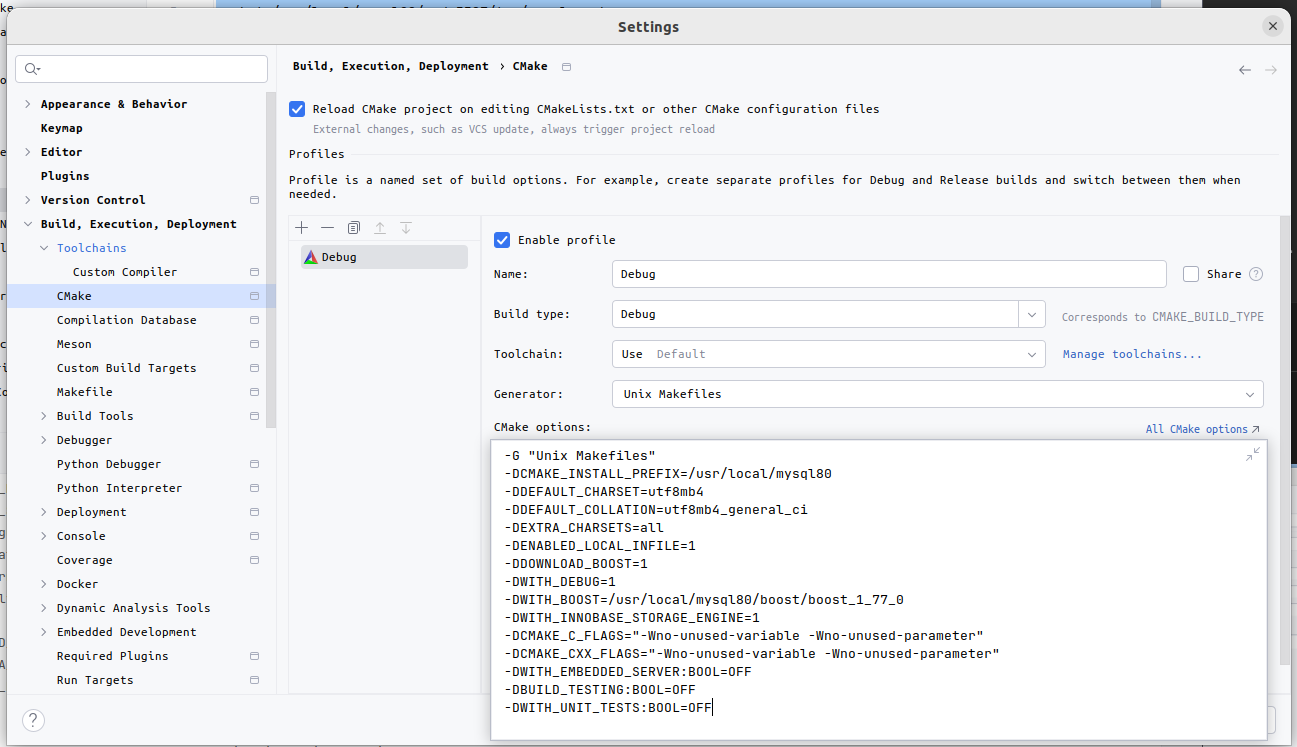 Settings
Build, Execution, Deployment › CMake
Appearance & Behavior
Keymap
Editor
Plugins
Version Control
Build, Execution, Deployment
Toolchains
Custom Compiler
CMake
Compilation Database
Meson
Custom Build Targets
Makefile
Build Tools
Debugger
Python Debugger
Python Interpreter
Deployment
Console
Coverage
Docker
Dynamic Analysis Tools
Embedded Development
Required Plugins
Run Targets
?
Reload CMake project on editing CMakeLists.txt or other CMake configuration files
External changes, such as VCS update, always trigger project reload
Profiles
Profile is a named set of build options. For example, create separate profiles for Debug and Release builds and switch between them when
needed.
Debug
Enable profile
Name: Debug Share ?
Build type: Debug Corresponds to CMAKE_BUILD_TYPE
Toolchain: Use Default Manage toolchains...
Generator: Unix Makefiles
CMake options: All CMake options↗
-G "Unix Makefiles"
-DCMAKE_INSTALL_PREFIX=/usr/local/mysql80
-DDEFAULT_CHARSET=utf8mb4
-DDEFAULT_COLLATION=utf8mb4_general_ci
-DEXTRA_CHARSETS=all
-DENABLED_LOCAL_INFILE=1
-DDOWNLOAD_BOOST=1
-DWITH_DEBUG=1
-DWITH_BOOST=/usr/local/mysql80/boost/boost_1_77_0
-DWITH_INNOBASE_STORAGE_ENGINE=1
-DCMAKE_C_FLAGS="-Wno-unused-variable -Wno-unused-parameter"
-DCMAKE_CXX_FLAGS="-Wno-unused-variable -Wno-unused-parameter"
-DWITH_EMBEDDED_SERVER:BOOL=OFF
-DBUILD_TESTING:BOOL=OFF
-DWITH_UNIT_TESTS:BOOL=OFF